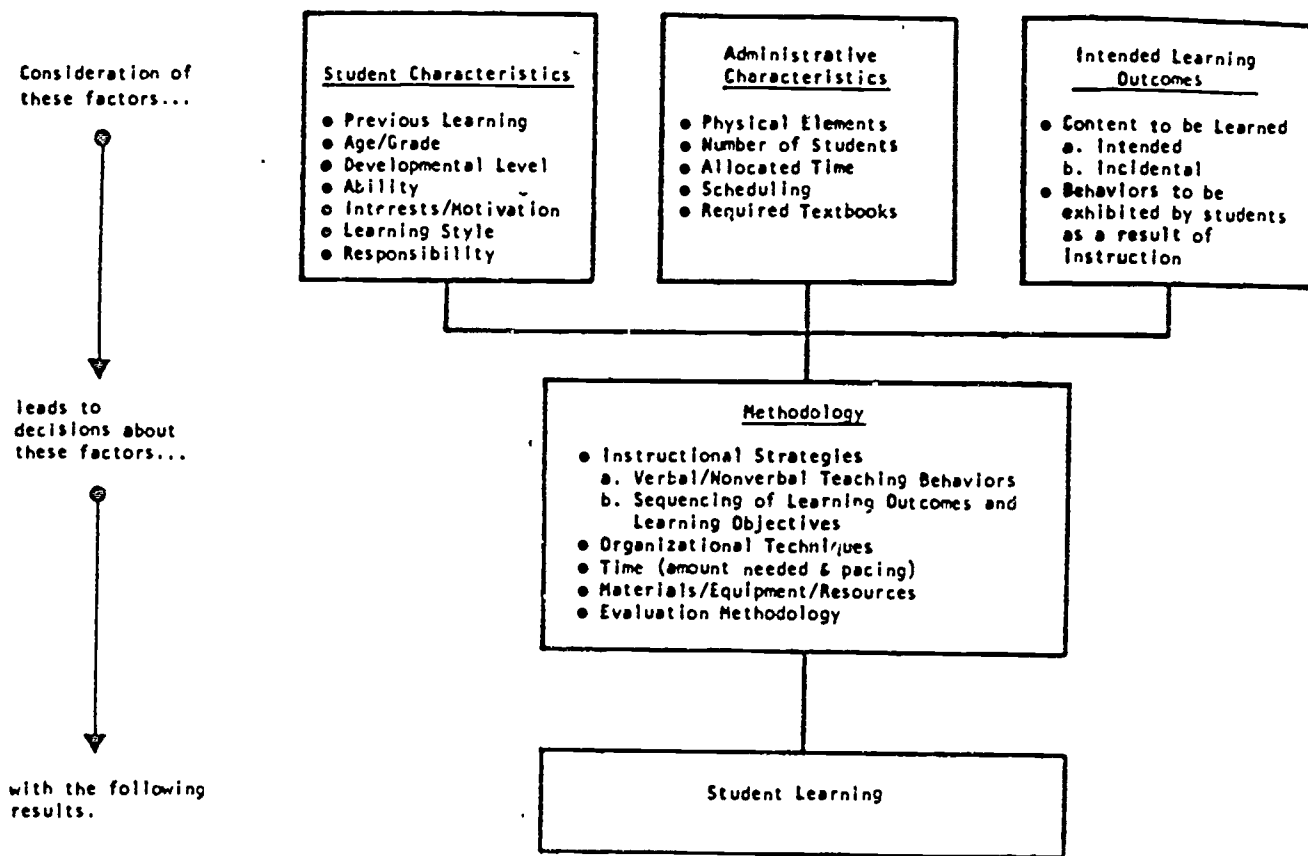 Consideration of
these factors...
leads to
decisions about
these factors...
with the following
results.
Student Characteristics
● Previous Learning
● Age/Grade
● Developmental Level
● Ability
● Interests/Motivation
● Learning Style
● Responsibility
Administrative
Characteristics
● Physical Elements
● Number of Students
● Allocated Time
● Scheduling
● Required Textbooks
Intended Learning
Outcomes
● Content to be Learned
a. Intended
b. Incidental
● Behaviors to be
exhibited by students
as a result of
instruction
Methodology
● Instructional Strategies
a. Verbal/Nonverbal Teaching Behaviors
b. Sequencing of Learning Outcomes and
Learning Objectives
● Organizational Techniques
● Time (amount needed & pacing)
● Materials/Equipment/Resources
● Evaluation Methodology
Student Learning